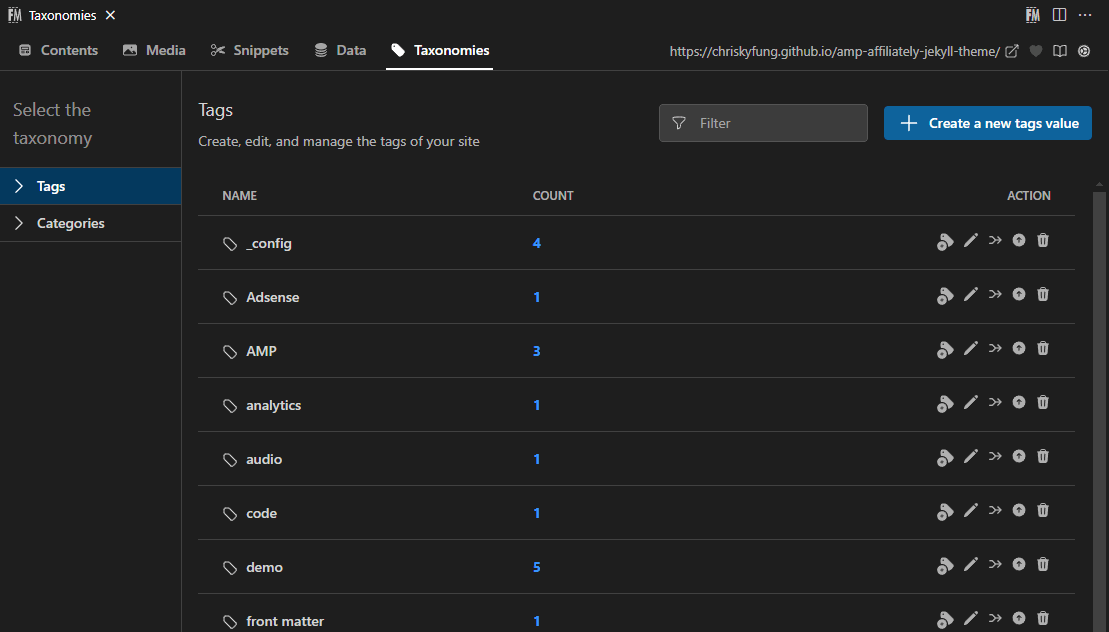 FM Taxonomies
FM
Contents Media Snippets Data Taxonomies https://chriskyfung.github.io/amp-affiliately-jekyll-theme/
Select the
taxonomy
Tags
Categories
Tags
Create, edit, and manage the tags of your site
Filter
Create a new tags value
NAME COUNT ACTION
_config 4
Adsense 1
AMP 3
analytics 1
audio 1
code 1
demo 5
front matter 1